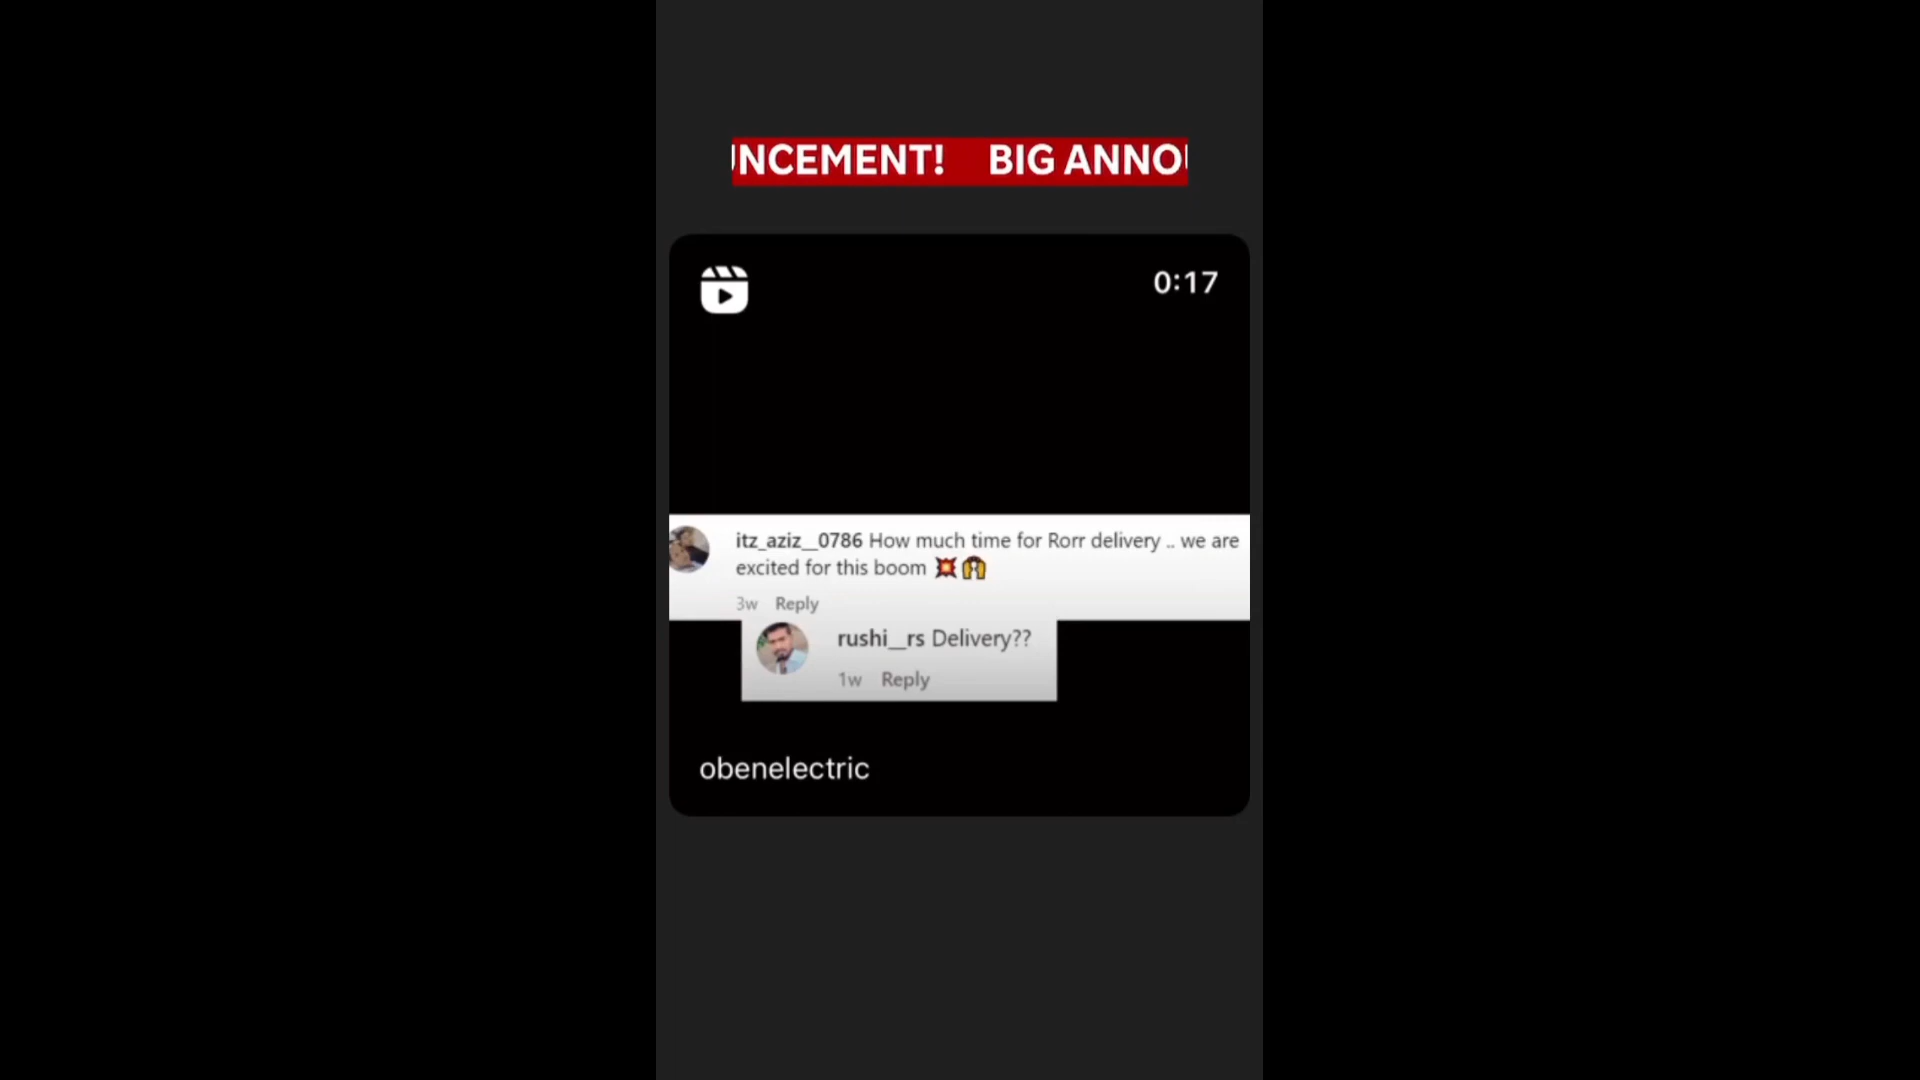 NCEMENT! BIG ANNO
0:17
itz_aziz__0786 How much time for Rorr delivery .. we are
excited for this boom 💥🙌
3w Reply
rushi__rs Delivery??
1w Reply
obenelectric